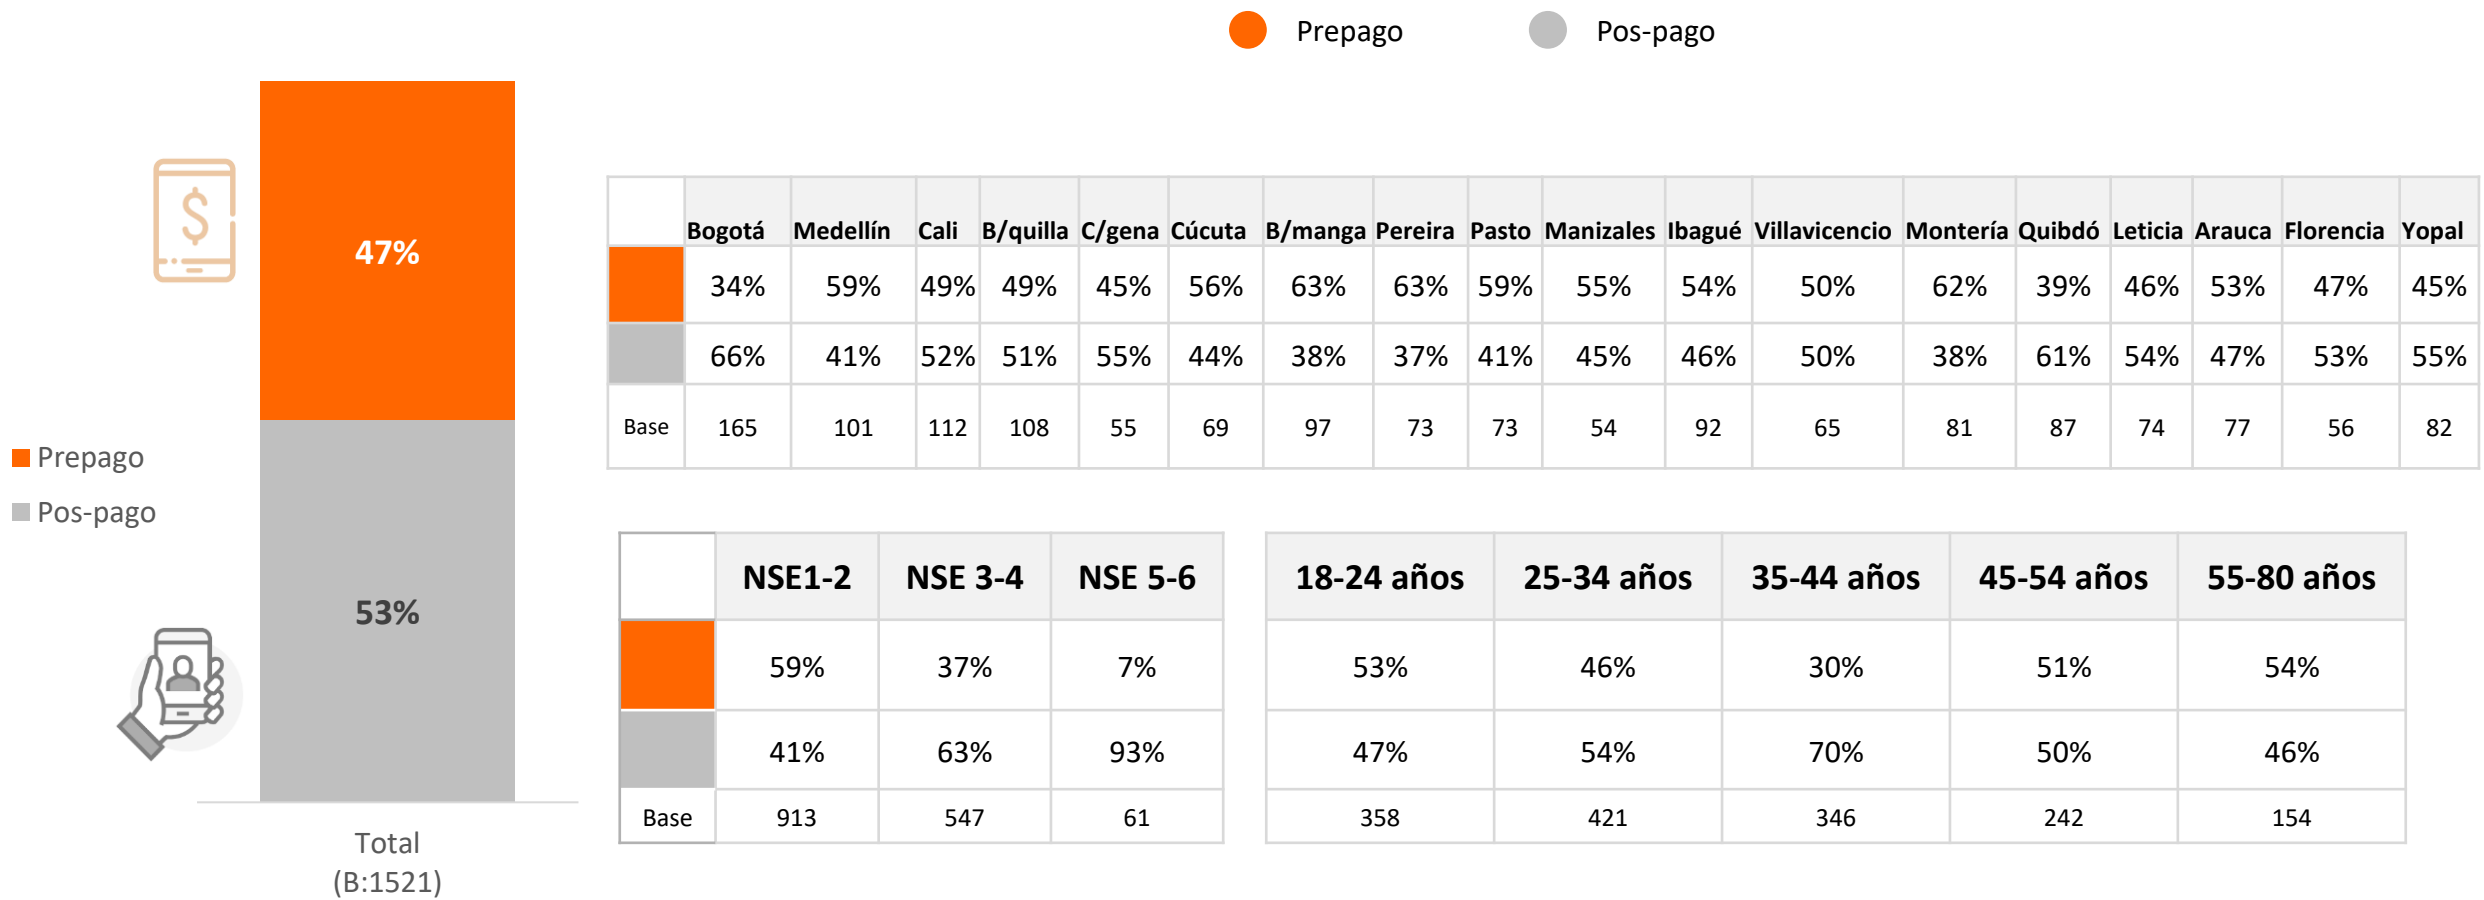 Prepago Pos-pago
47%
53%
Prepago
Pos-pago
Total
(B:1521)
Bogotá Medellín Cali B/quilla C/gena Cúcuta B/manga Pereira Pasto Manizales Ibagué Villavicencio Montería Quibdó Leticia Arauca Florencia Yopal
34% 59% 49% 49% 45% 56% 63% 63% 59% 55% 54% 50% 62% 39% 46% 53% 47% 45%
66% 41% 52% 51% 55% 44% 38% 37% 41% 45% 46% 50% 38% 61% 54% 47% 53% 55%
Base 165 101 112 108 55 69 97 73 73 54 92 65 81 87 74 77 56 82
NSE1-2 NSE 3-4 NSE 5-6
59% 37% 7%
41% 63% 93%
Base 913 547 61
18-24 años 25-34 años 35-44 años 45-54 años 55-80 años
53% 46% 30% 51% 54%
47% 54% 70% 50% 46%
358 421 346 242 154
$